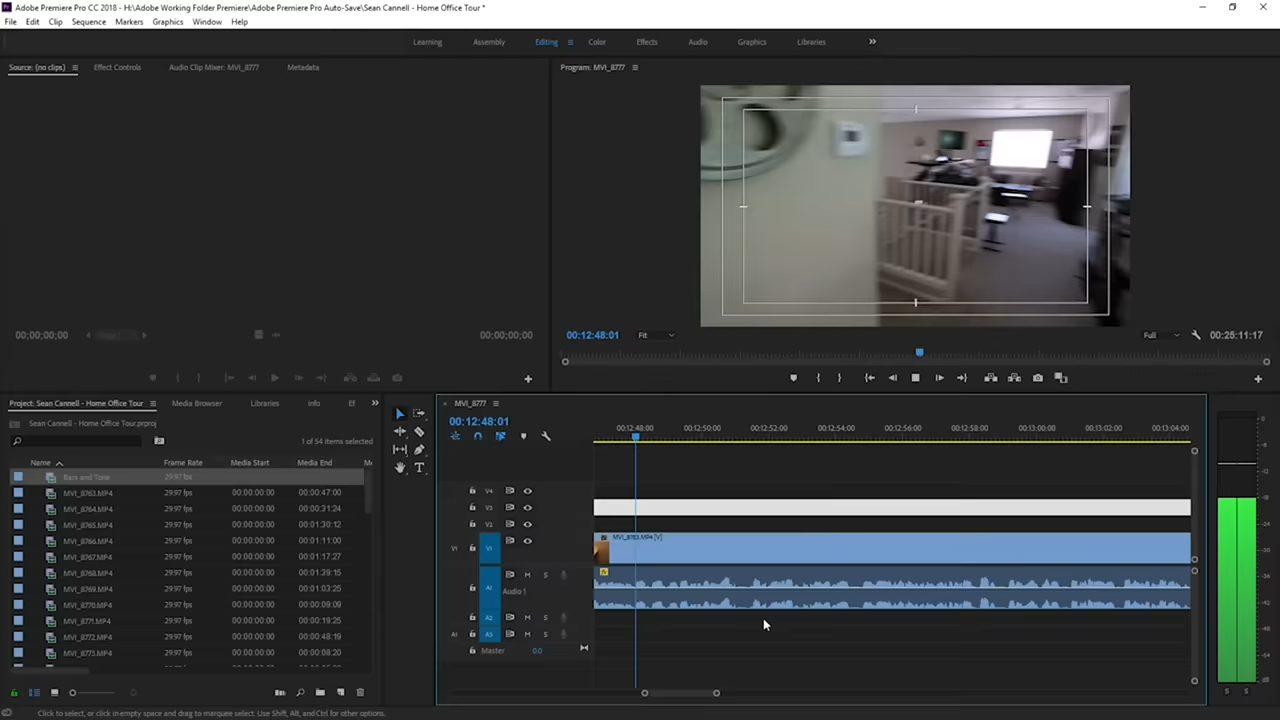 Adobe Premiere Pro CC 2018 - H:\Adobe Working Folder Premiere\Adobe Premiere Pro Auto-Save\Sean Cannell - Home Office Tour *
File Edit Clip Sequence Markers Graphics Window Help
Learning Assembly Editing Color Effects Audio Graphics Libraries
Source: (no clips) Effect Controls Audio Clip Mixer: MVI_8777 Metadata
Program: MVI_8777
00;00;00;00 00;00;00;00
00:12:48:01 Fit Full 00:25:11:17
Project: Sean Cannell - Home Office Tour Media Browser Libraries Info Ef
Sean Cannell - Home Office Tour.prproj
1 of 54 items selected
Name Frame Rate Media Start Media End
Bars and Tone 29.97 fps
MVI_8763.MP4 29.97 fps 00:00:00:00 00:00:47:00
MVI_8764.MP4 29.97 fps 00:00:00:00 00:00:31:24
MVI_8765.MP4 29.97 fps 00:00:00:00 00:01:30:12
MVI_8766.MP4 29.97 fps 00:00:00:00 00:01:11:00
MVI_8767.MP4 29.97 fps 00:00:00:00 00:01:17:27
MVI_8768.MP4 29.97 fps 00:00:00:00 00:01:39:15
MVI_8769.MP4 29.97 fps 00:00:00:00 00:01:03:25
MVI_8770.MP4 29.97 fps 00:00:00:00 00:00:09:09
MVI_8771.MP4 29.97 fps 00:00:00:00 00:00:19:25
MVI_8772.MP4 29.97 fps 00:00:00:00 00:00:48:19
MVI_8773.MP4 29.97 fps 00:00:00:00 00:01:08:20
MVI_8777
00:12:48:01
00:12:48:00 00:12:50:00 00:12:52:00 00:12:54:00 00:12:56:00 00:12:58:00 00:13:00:00 00:13:02:00 00:13:04:00
V4
V3
V2
V1 V1
A1 M S
Audio 1
A2 M S
A1 A3 M S
Master 0.0
S S
Click to select, or click in empty space and drag to marquee select. Use Shift, Alt, and Ctrl for other options.